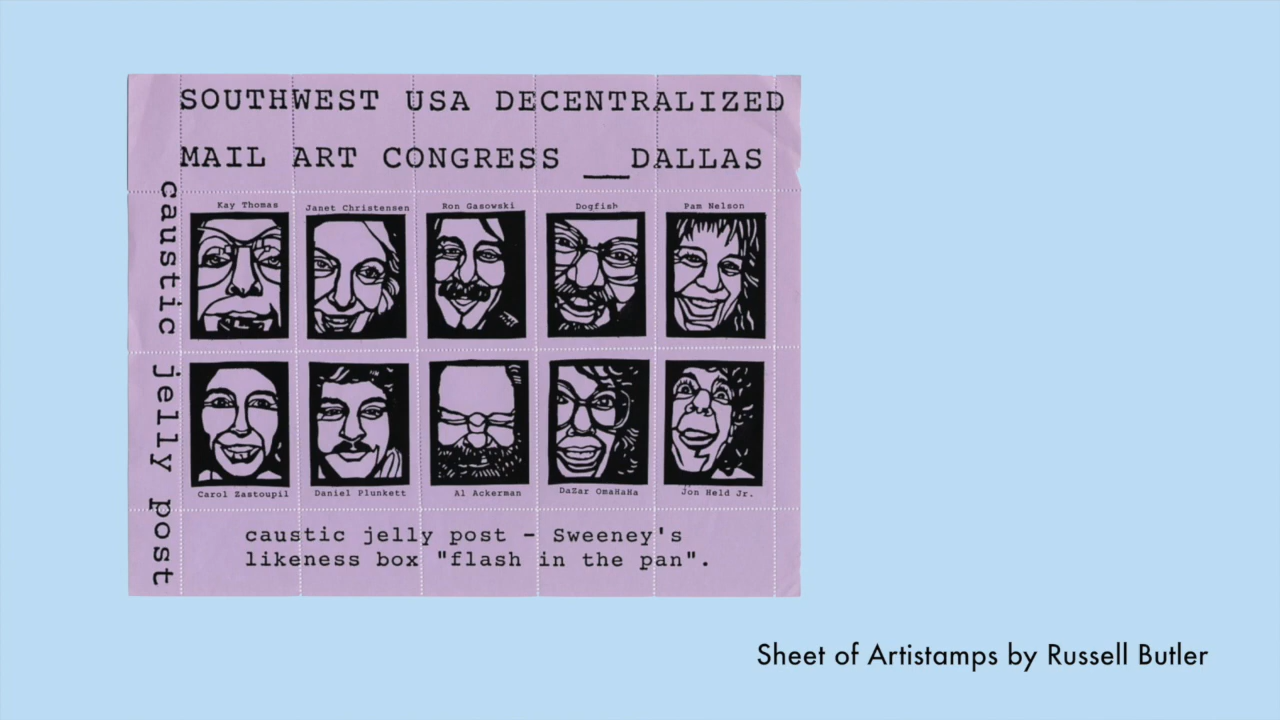 SOUTHWEST USA DECENTRALIZED
MAIL ART CONGRESS __DALLAS
caustic jelly post
Kay Thomas
Janet Christensen
Ron Gasowski
Dogfish
Pam Nelson
Carol Zastoupil
Daniel Plunkett
Al Ackerman
DaZar OmaHaHa
Jon Held Jr.
caustic jelly post - Sweeney's
likeness box "flash in the pan".
Sheet of Artistamps by Russell Butler